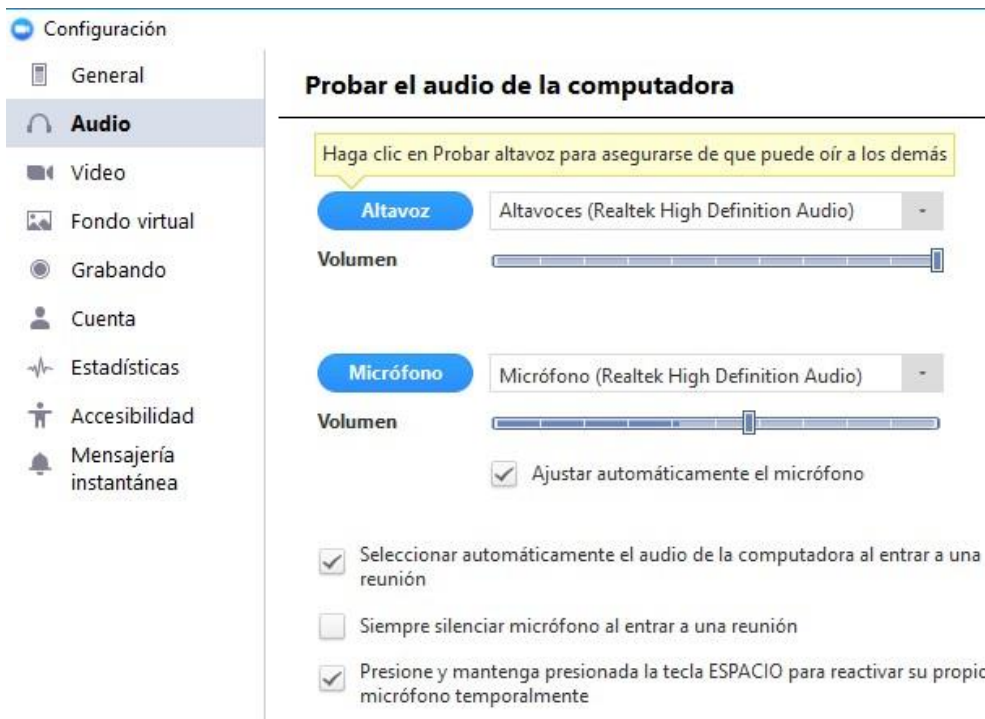 Configuración
General
Audio
Video
Fondo virtual
Grabando
Cuenta
Estadísticas
Accesibilidad
Mensajería
instantánea
Probar el audio de la computadora
Haga clic en Probar altavoz para asegurarse de que puede oír a los demás
Altavoz
Altavoces (Realtek High Definition Audio)
Volumen
Micrófono
Micrófono (Realtek High Definition Audio)
Volumen
Ajustar automáticamente el micrófono
Seleccionar automáticamente el audio de la computadora al entrar a una
reunión
Siempre silenciar micrófono al entrar a una reunión
Presione y mantenga presionada la tecla ESPACIO para reactivar su propio
micrófono temporalmente